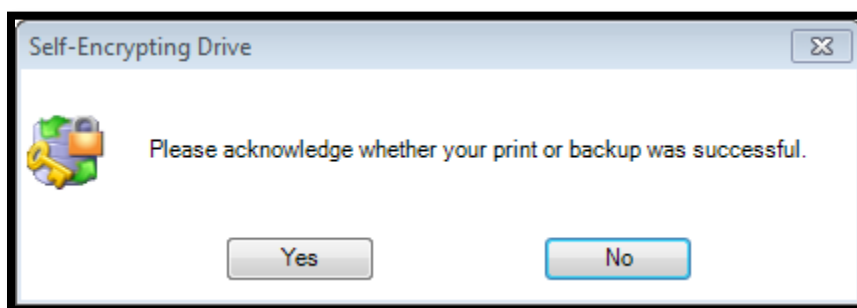 Self-Encrypting Drive
Please acknowledge whether your print or backup was successful.
Yes
No